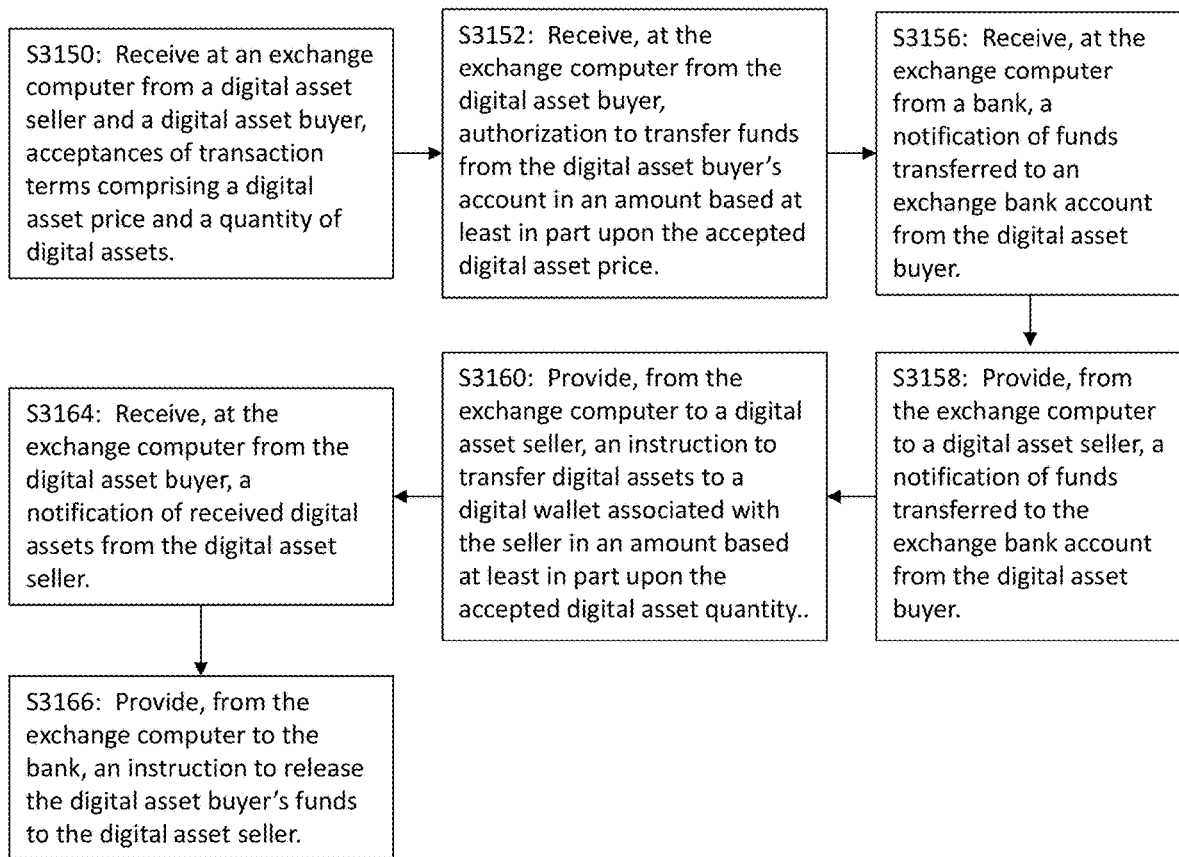 S3150: Receive at an exchange
computer from a digital asset
seller and a digital asset buyer,
acceptances of transaction
terms comprising a digital
asset price and a quantity of
digital assets.
S3152: Receive, at the
exchange computer from the
digital asset buyer,
authorization to transfer funds
from the digital asset buyer's
account in an amount based at
least in part upon the accepted
digital asset price.
S3156: Receive, at the
exchange computer
from a bank, a
notification of funds
transferred to an
exchange bank account
from the digital asset
buyer.
S3158: Provide, from
the exchange computer
to a digital asset seller, a
notification of funds
transferred to the
exchange bank account
from the digital asset
buyer.
S3160: Provide, from the
exchange computer to a digital
asset seller, an instruction to
transfer digital assets to a
digital wallet associated with
the seller in an amount based
at least in part upon the
accepted digital asset quantity..
S3164: Receive, at the
exchange computer from the
digital asset buyer, a
notification of received digital
assets from the digital asset
seller.
S3166: Provide, from the
exchange computer to the
bank, an instruction to release
the digital asset buyer's funds
to the digital asset seller.